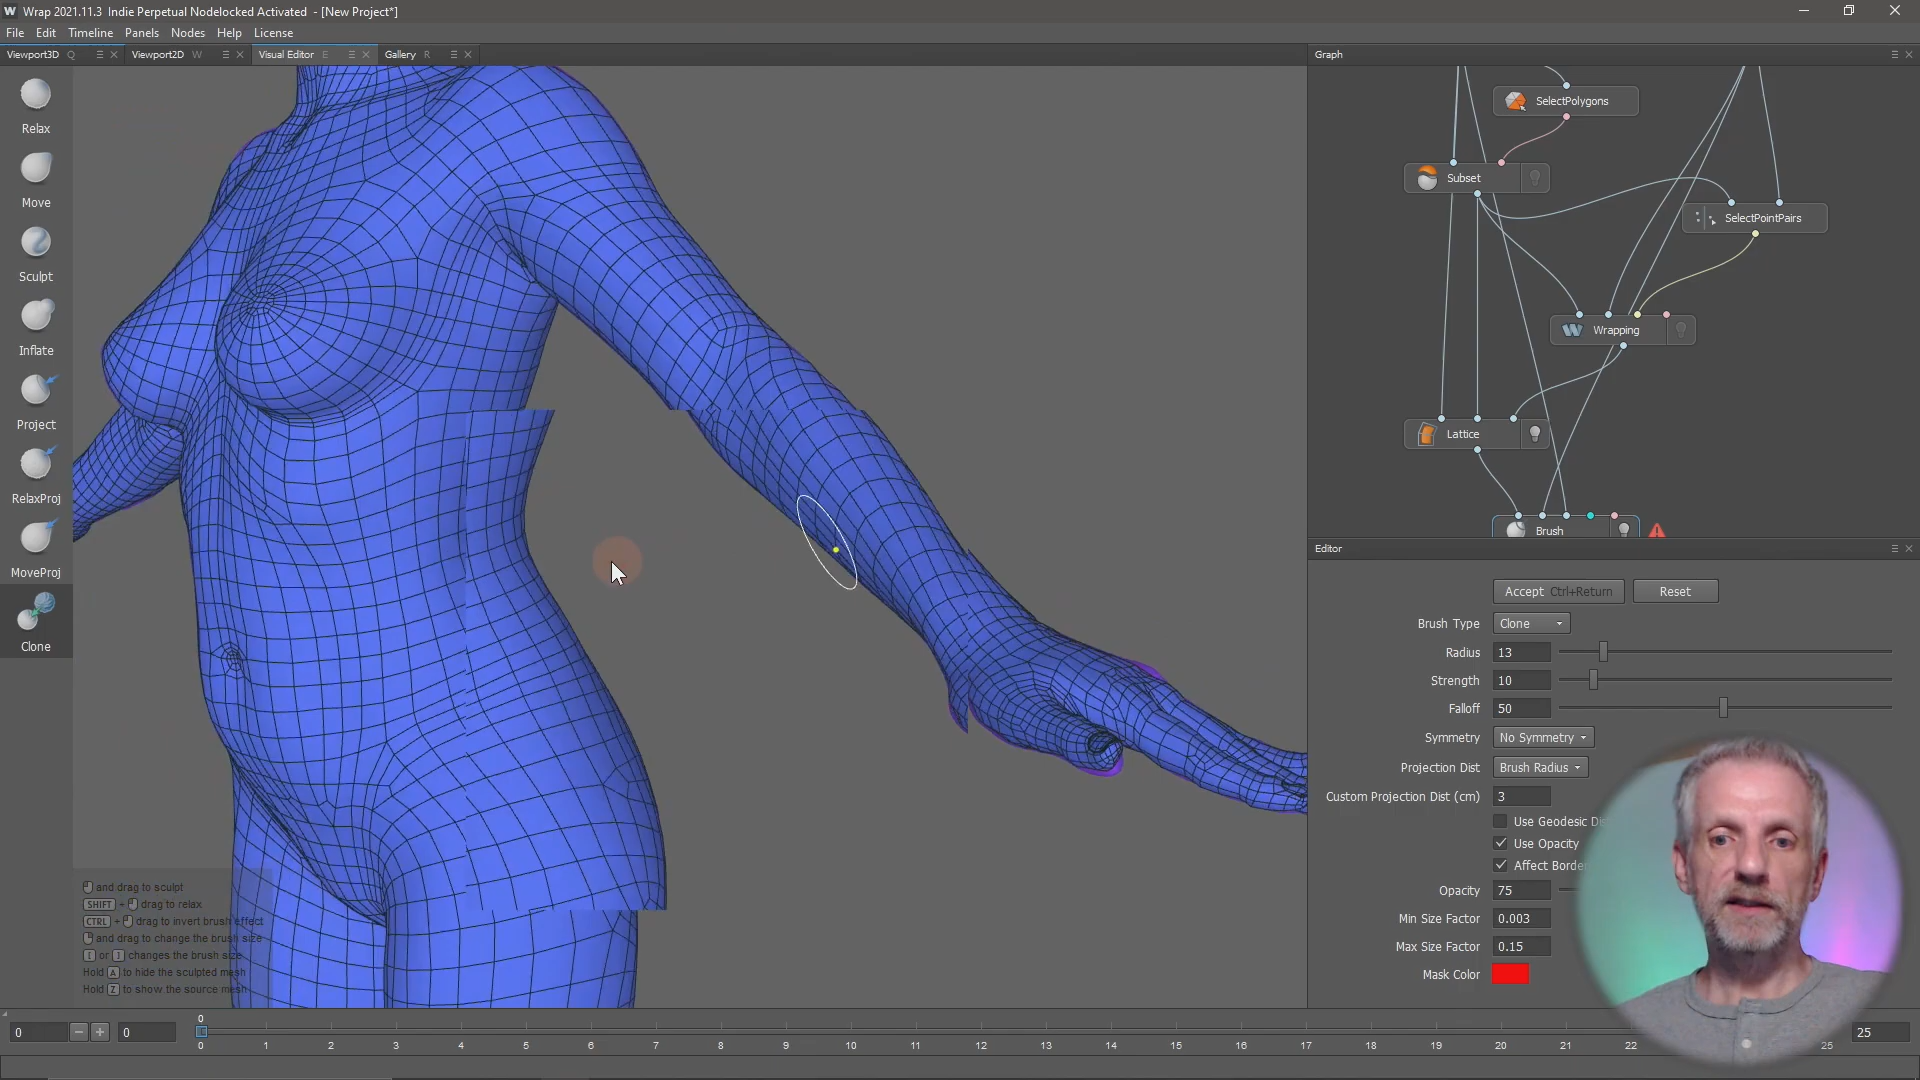 W Wrap 2021.11.3 Indie Perpetual Nodelocked Activated - [New Project*]
File Edit Timeline Panels Nodes Help License
Viewport3D Q Viewport2D W Visual Editor E Gallery R Graph
Relax
Move
Sculpt
Inflate
Project
RelaxProj
MoveProj
Clone
SelectPolygons
Subset
SelectPointPairs
Wrapping
Lattice
Brush
and drag to sculpt
SHIFT + drag to relax
CTRL + drag to invert brush effect
and drag to change the brush size
[ or ] changes the brush size
Hold A to hide the sculpted mesh
Hold Z to show the source mesh
Editor
Accept Ctrl+Return Reset
Brush Type Clone
Radius 13
Strength 10
Falloff 50
Symmetry No Symmetry
Projection Dist Brush Radius
Custom Projection Dist (cm) 3
Use Geodesic Di
Use Opacity
Affect Border
Opacity 75
Min Size Factor 0.003
Max Size Factor 0.15
Mask Color
0
0 − + 0 25
0 1 2 3 4 5 6 7 8 9 10 11 12 13 14 15 16 17 18 19 20 21 22 25